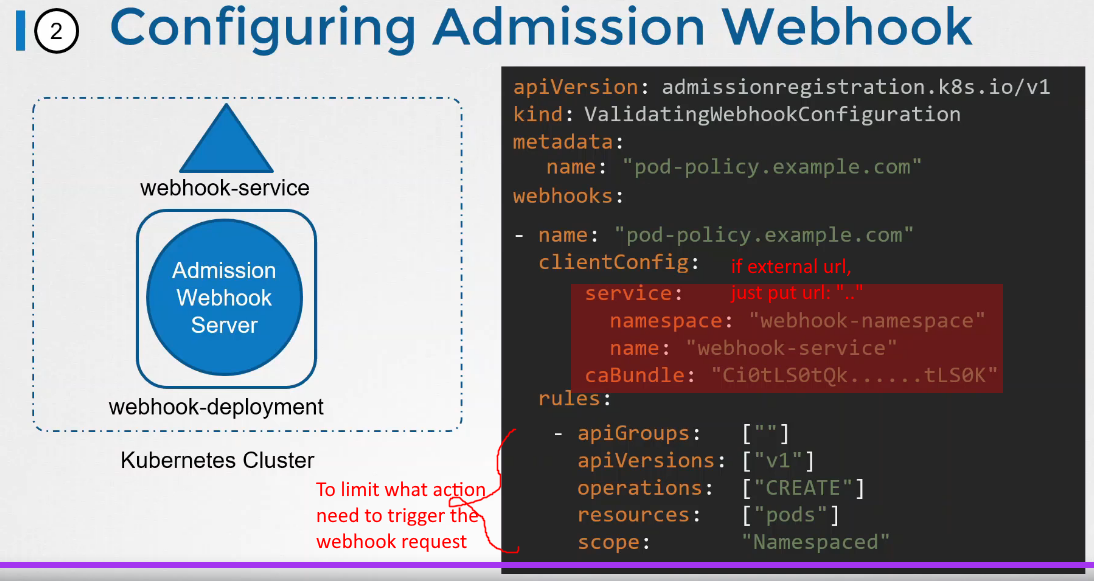 2
Configuring Admission Webhook
webhook-service
Admission
Webhook
Server
webhook-deployment
Kubernetes Cluster
apiVersion: admissionregistration.k8s.io/v1
kind: ValidatingWebhookConfiguration
metadata:
name: "pod-policy.example.com"
webhooks:
- name: "pod-policy.example.com"
clientConfig:
if external url,
just put url: ".."
service:
namespace: "webhook-namespace"
name: "webhook-service"
caBundle: "Ci0tLS0tQk......tLS0K"
rules:
- apiGroups: [""]
apiVersions: ["v1"]
operations: ["CREATE"]
resources: ["pods"]
scope: "Namespaced"
To limit what action
need to trigger the
webhook request